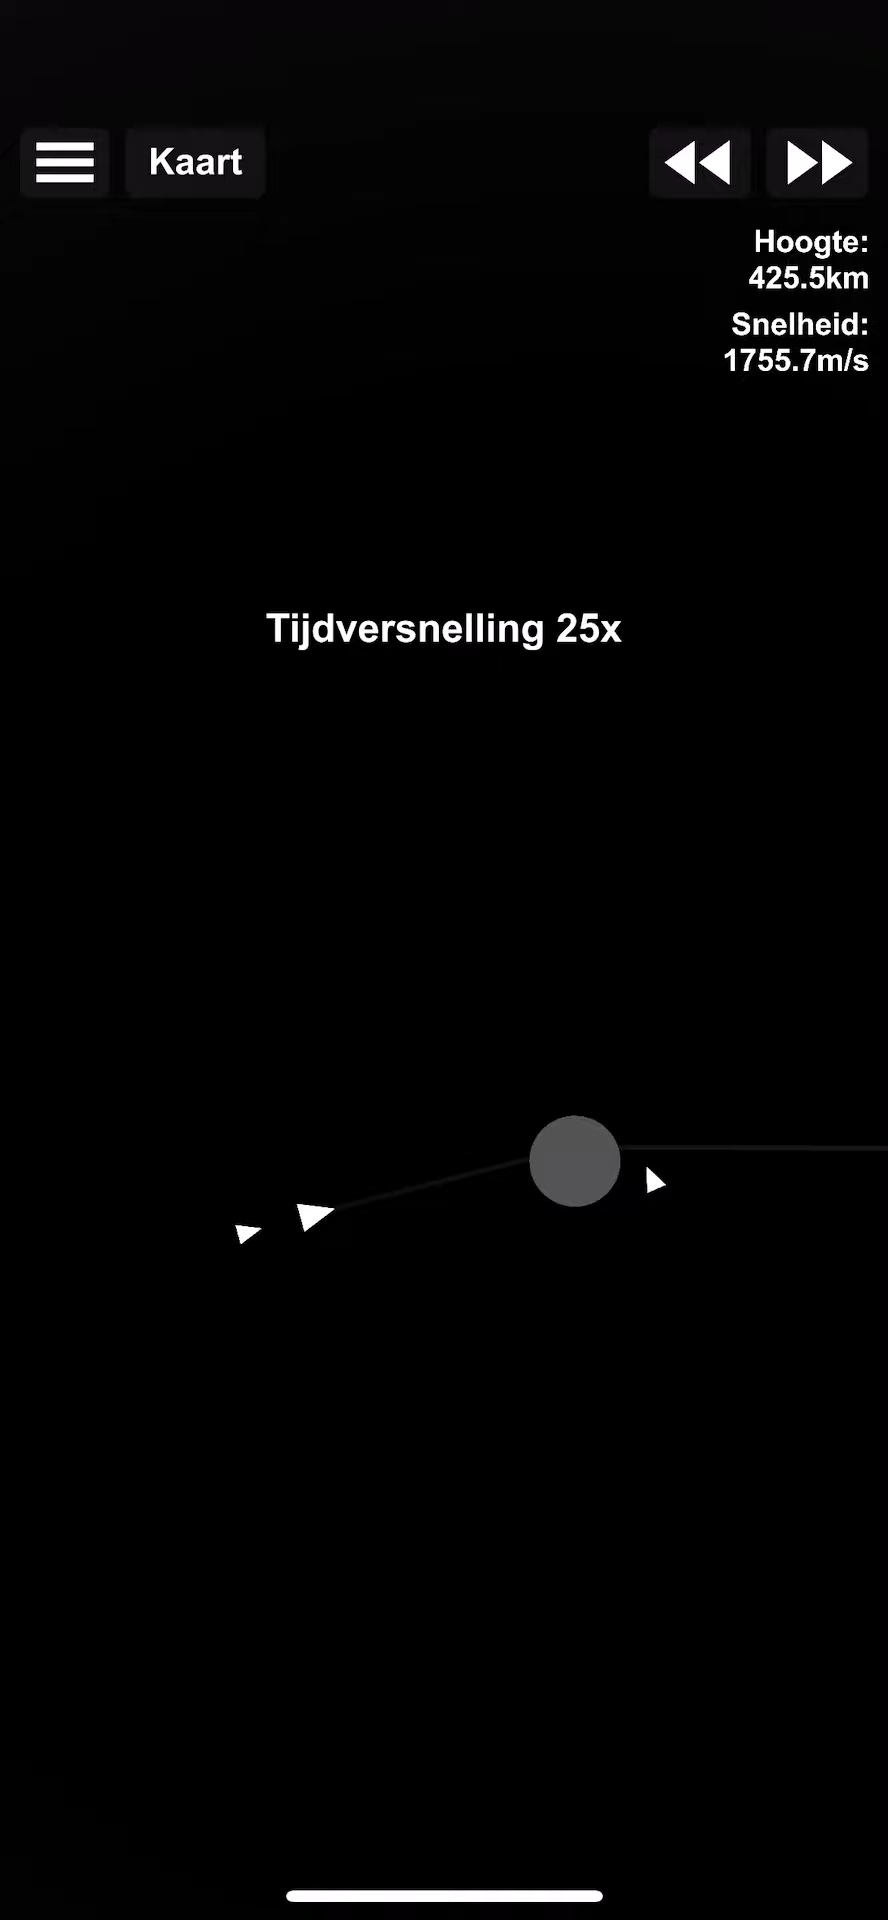 Kaart
Hoogte:
425.5km
Snelheid:
1755.7m/s
Tijdversnelling 25x